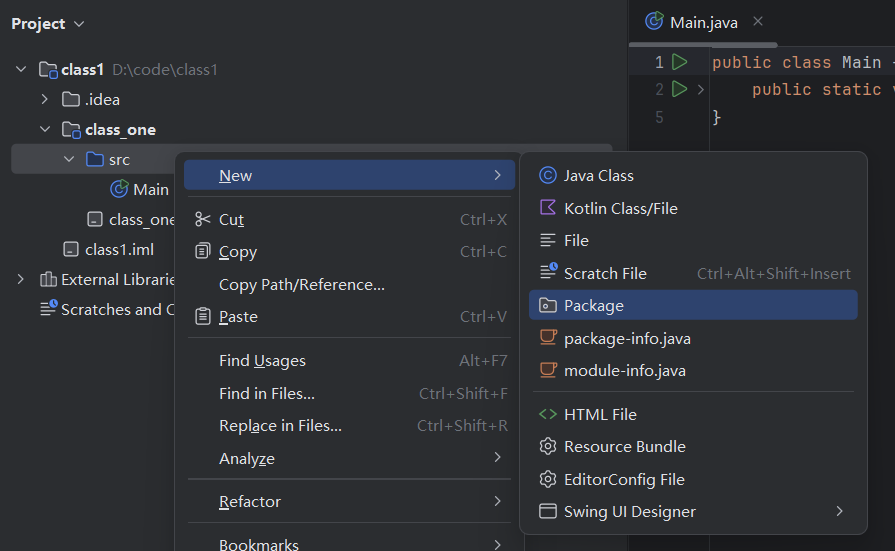 Project
class1 D:\code\class1
.idea
class_one
src
Main
class_one
class1.iml
External Librarie
Scratches and C
New
Cut Ctrl+X
Copy Ctrl+C
Copy Path/Reference...
Paste Ctrl+V
Find Usages Alt+F7
Find in Files... Ctrl+Shift+F
Replace in Files... Ctrl+Shift+R
Analyze
Refactor
Bookmarks
Java Class
Kotlin Class/File
File
Scratch File Ctrl+Alt+Shift+Insert
Package
package-info.java
module-info.java
HTML File
Resource Bundle
EditorConfig File
Swing UI Designer
Main.java
1 public class Main {
2 public static
5 }